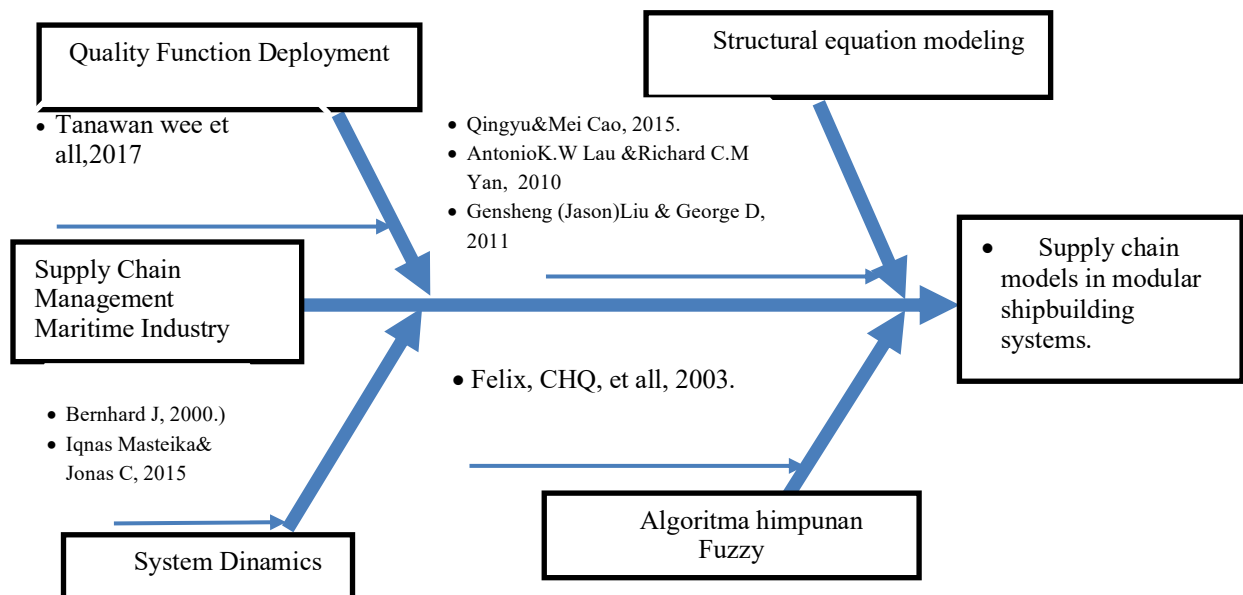 Quality Function Deployment
Structural equation modeling
• Tanawan wee et
all,2017
• Qingyu&Mei Cao, 2015.
• AntonioK.W Lau &Richard C.M
Yan, 2010
• Gensheng (Jason)Liu & George D,
2011
Supply Chain
Management
Maritime Industry
• Supply chain
models in modular
shipbuilding
systems.
• Bernhard J, 2000.)
• Iqnas Masteika&
Jonas C, 2015
• Felix, CHQ, et all, 2003.
System Dinamics
Algoritma himpunan
Fuzzy